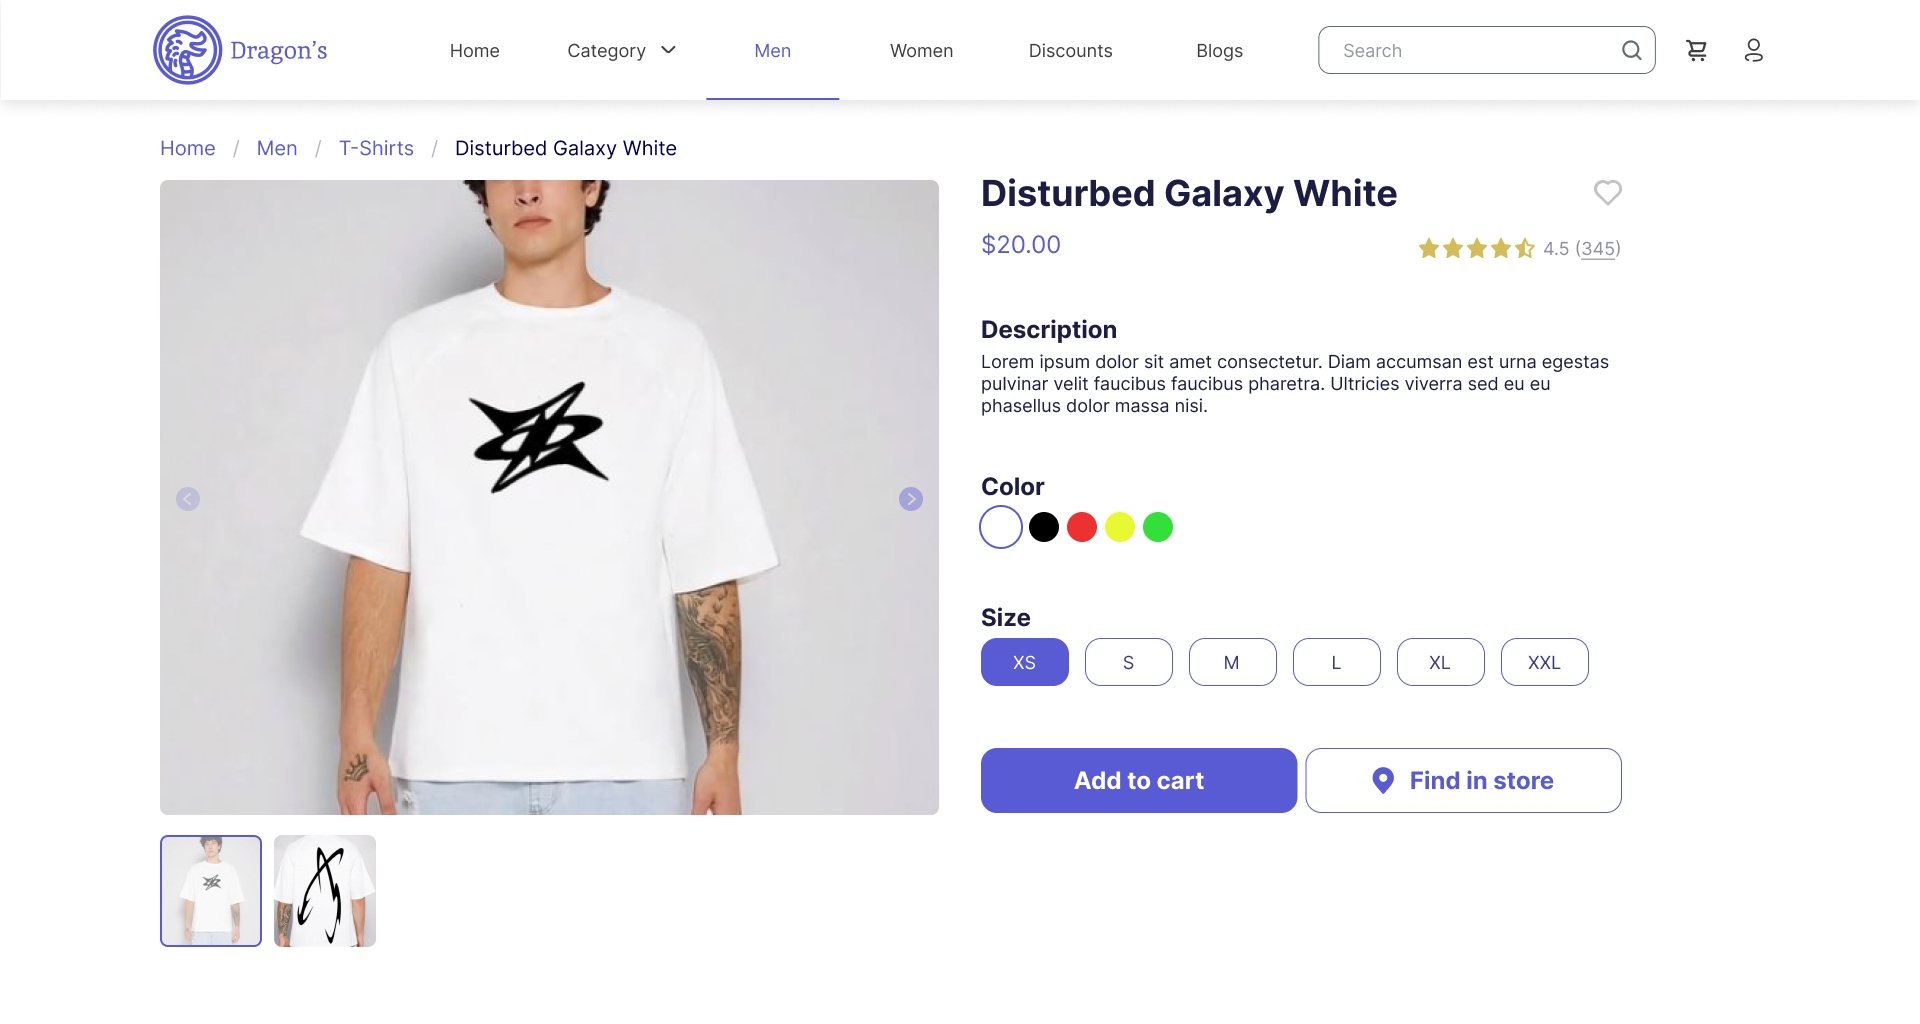 Dragon's
Home
Category
Men
Women
Discounts
Blogs
Search
Home / Men / T-Shirts / Disturbed Galaxy White
Disturbed Galaxy White
$20.00
4.5 (345)
Description
Lorem ipsum dolor sit amet consectetur. Diam accumsan est urna egestas
pulvinar velit faucibus faucibus pharetra. Ultricies viverra sed eu eu
phasellus dolor massa nisi.
Color
Size
XS
S
M
L
XL
XXL
Add to cart
Find in store